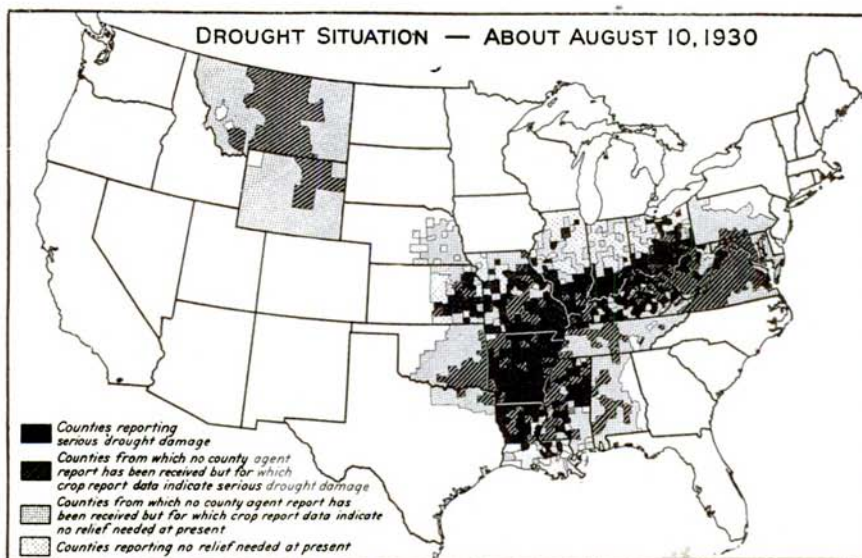 DROUGHT SITUATION — ABOUT AUGUST 10, 1930
Counties reporting
serious drought damage
Counties from which no county agent
report has been received but for which
crop report data indicate serious drought damage
Counties from which no county agent report has
been received but for which crop report data indicate
no relief needed at present
Counties reporting no relief needed at present